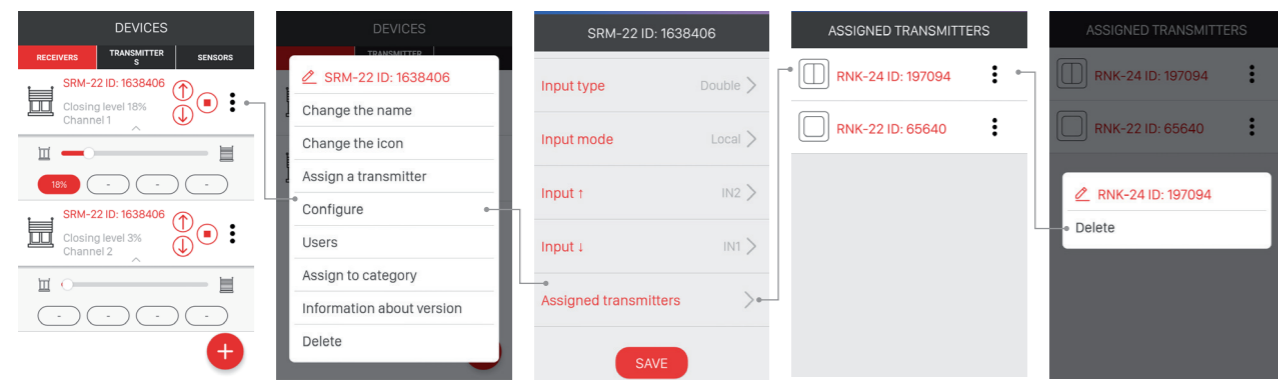 DEVICES
RECEIVERS
TRANSMITTER
S
SENSORS
SRM-22 ID: 1638406
Closing level 18%
Channel 1
18%
-
-
-
SRM-22 ID: 1638406
Closing level 3%
Channel 2
-
-
-
-
+
DEVICES
TRANSMITTER
SRM-22 ID: 1638406
Change the name
Change the icon
Assign a transmitter
Configure
Users
Assign to category
Information about version
Delete
SRM-22 ID: 1638406
Input type Double
Input mode Local
Input ↑ IN2
Input ↓ IN1
Assigned transmitters
SAVE
ASSIGNED TRANSMITTERS
RNK-24 ID: 197094
RNK-22 ID: 65640
ASSIGNED TRANSMITTERS
RNK-24 ID: 197094
RNK-22 ID: 65640
RNK-24 ID: 197094
Delete